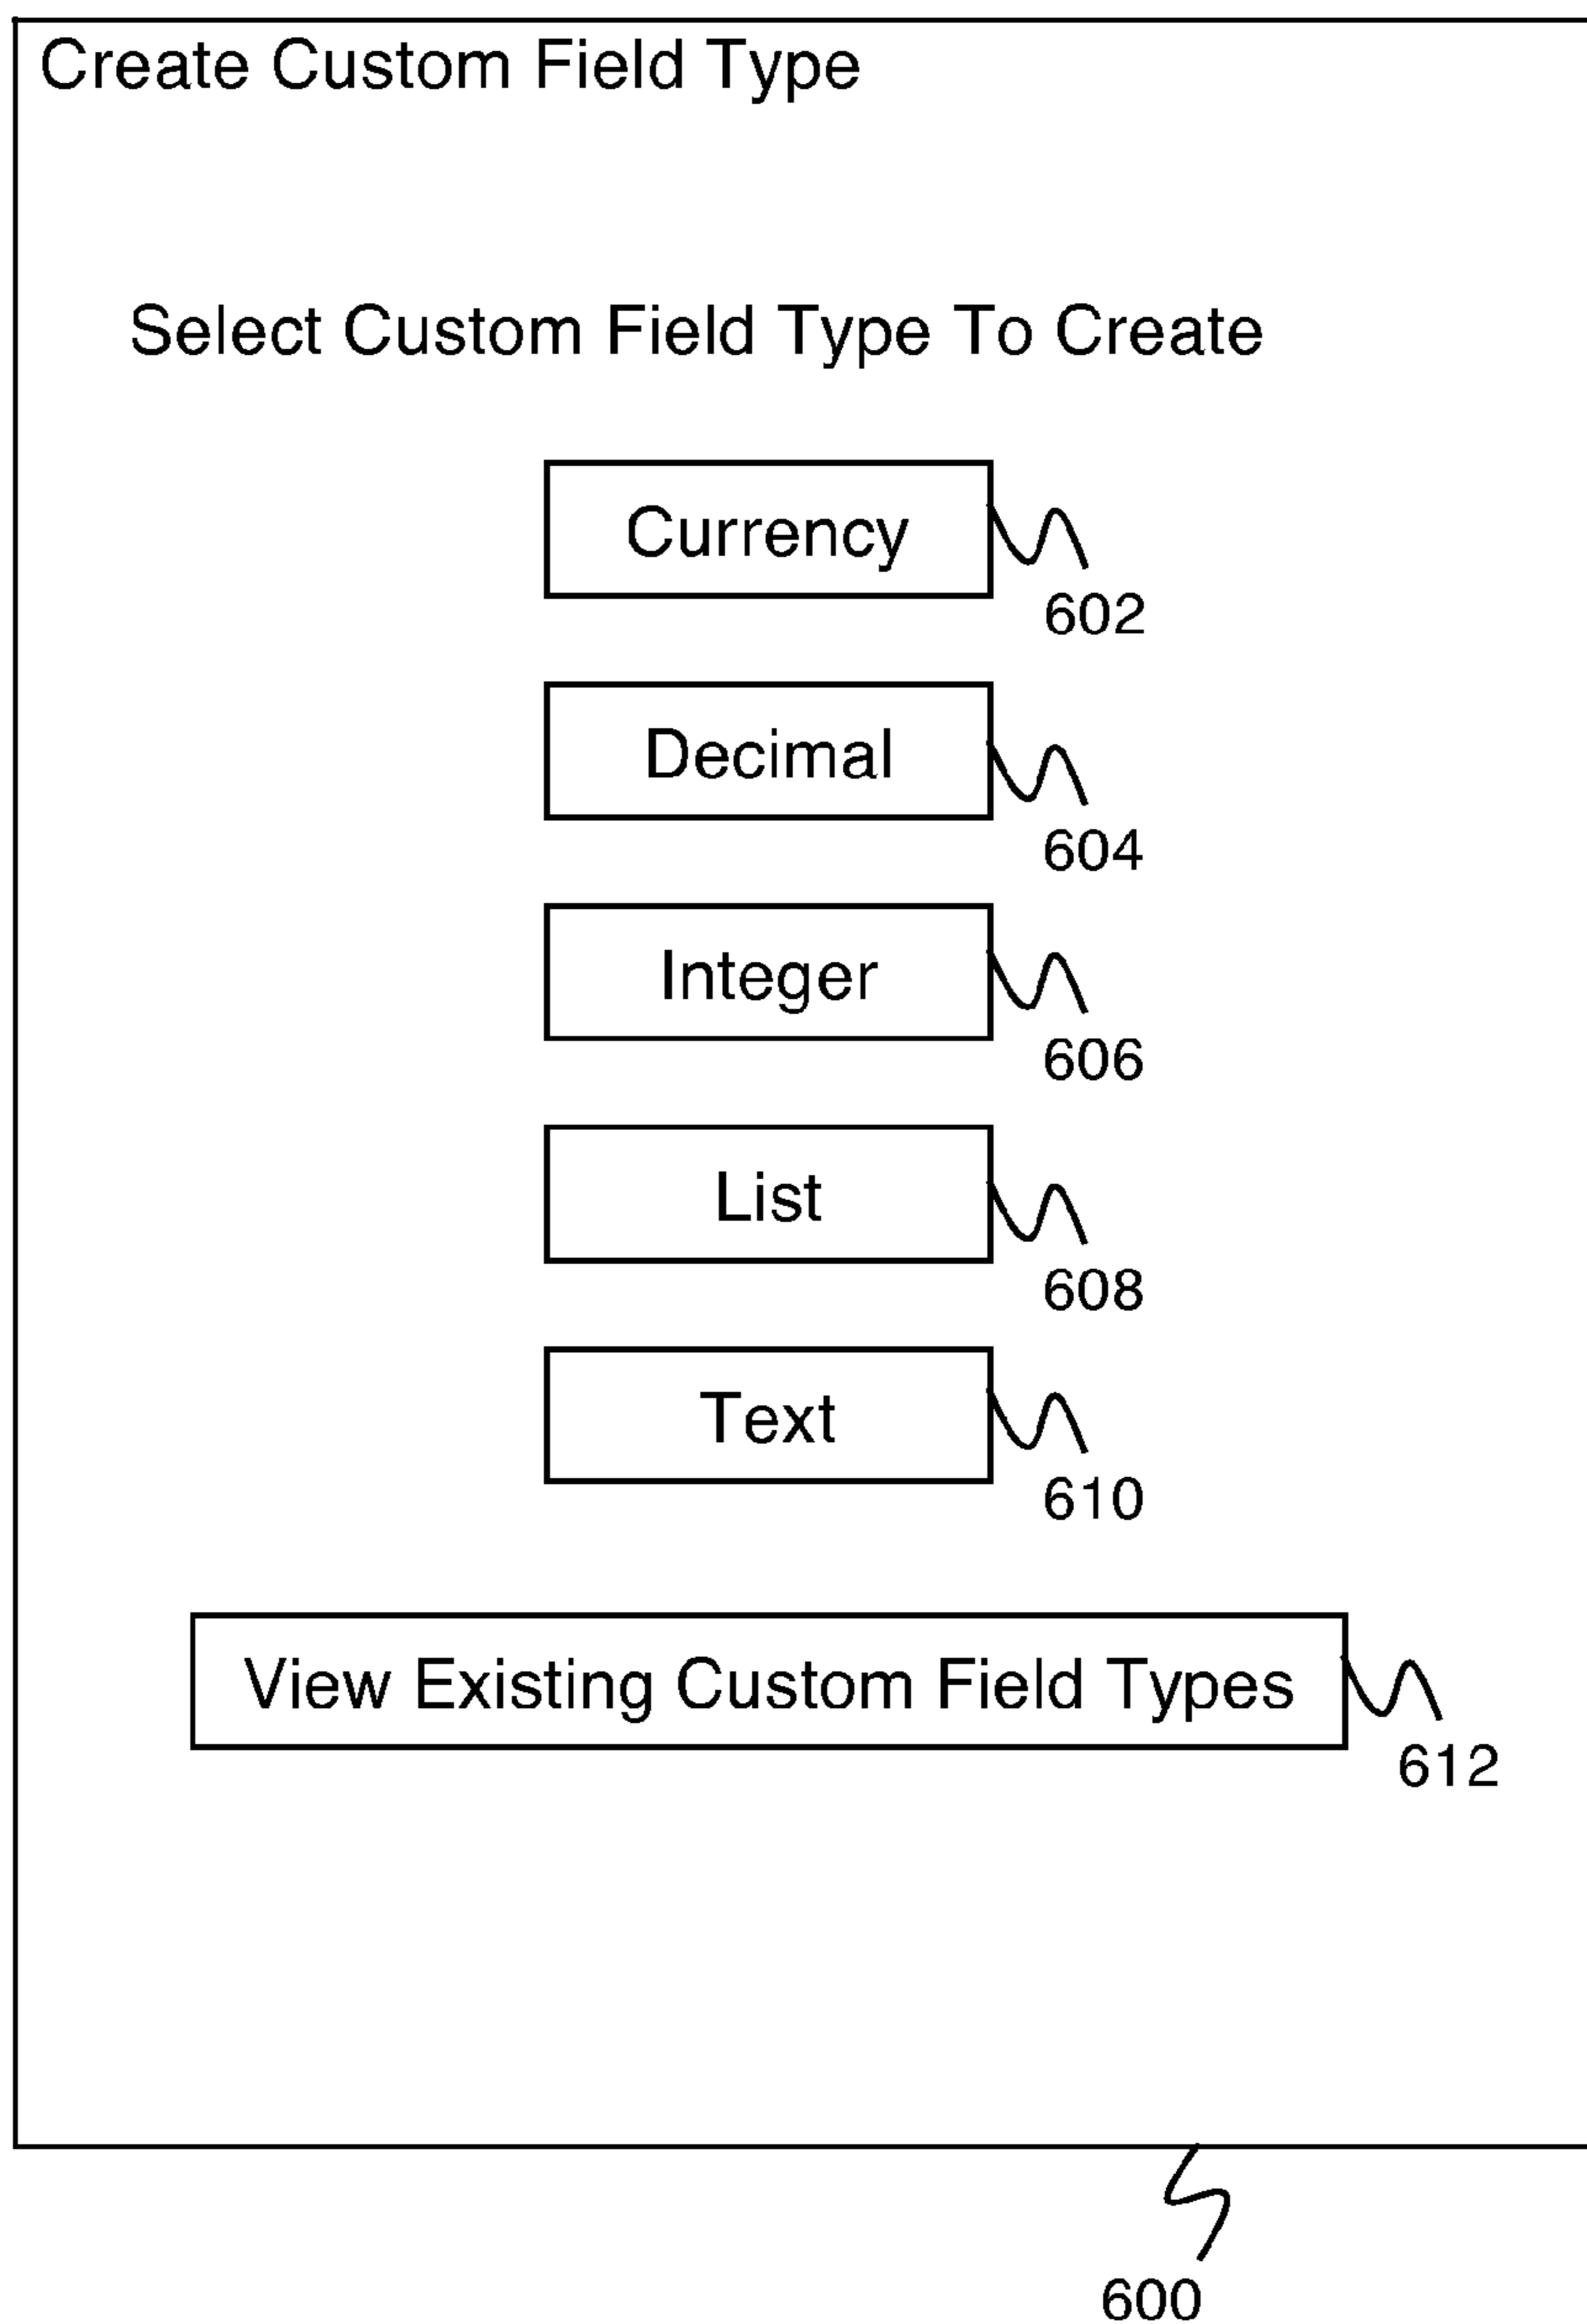 Create Custom Field Type
Select Custom Field Type To Create
Currency
602
Decimal
604
Integer
606
List
608
Text
610
View Existing Custom Field Types
612
600